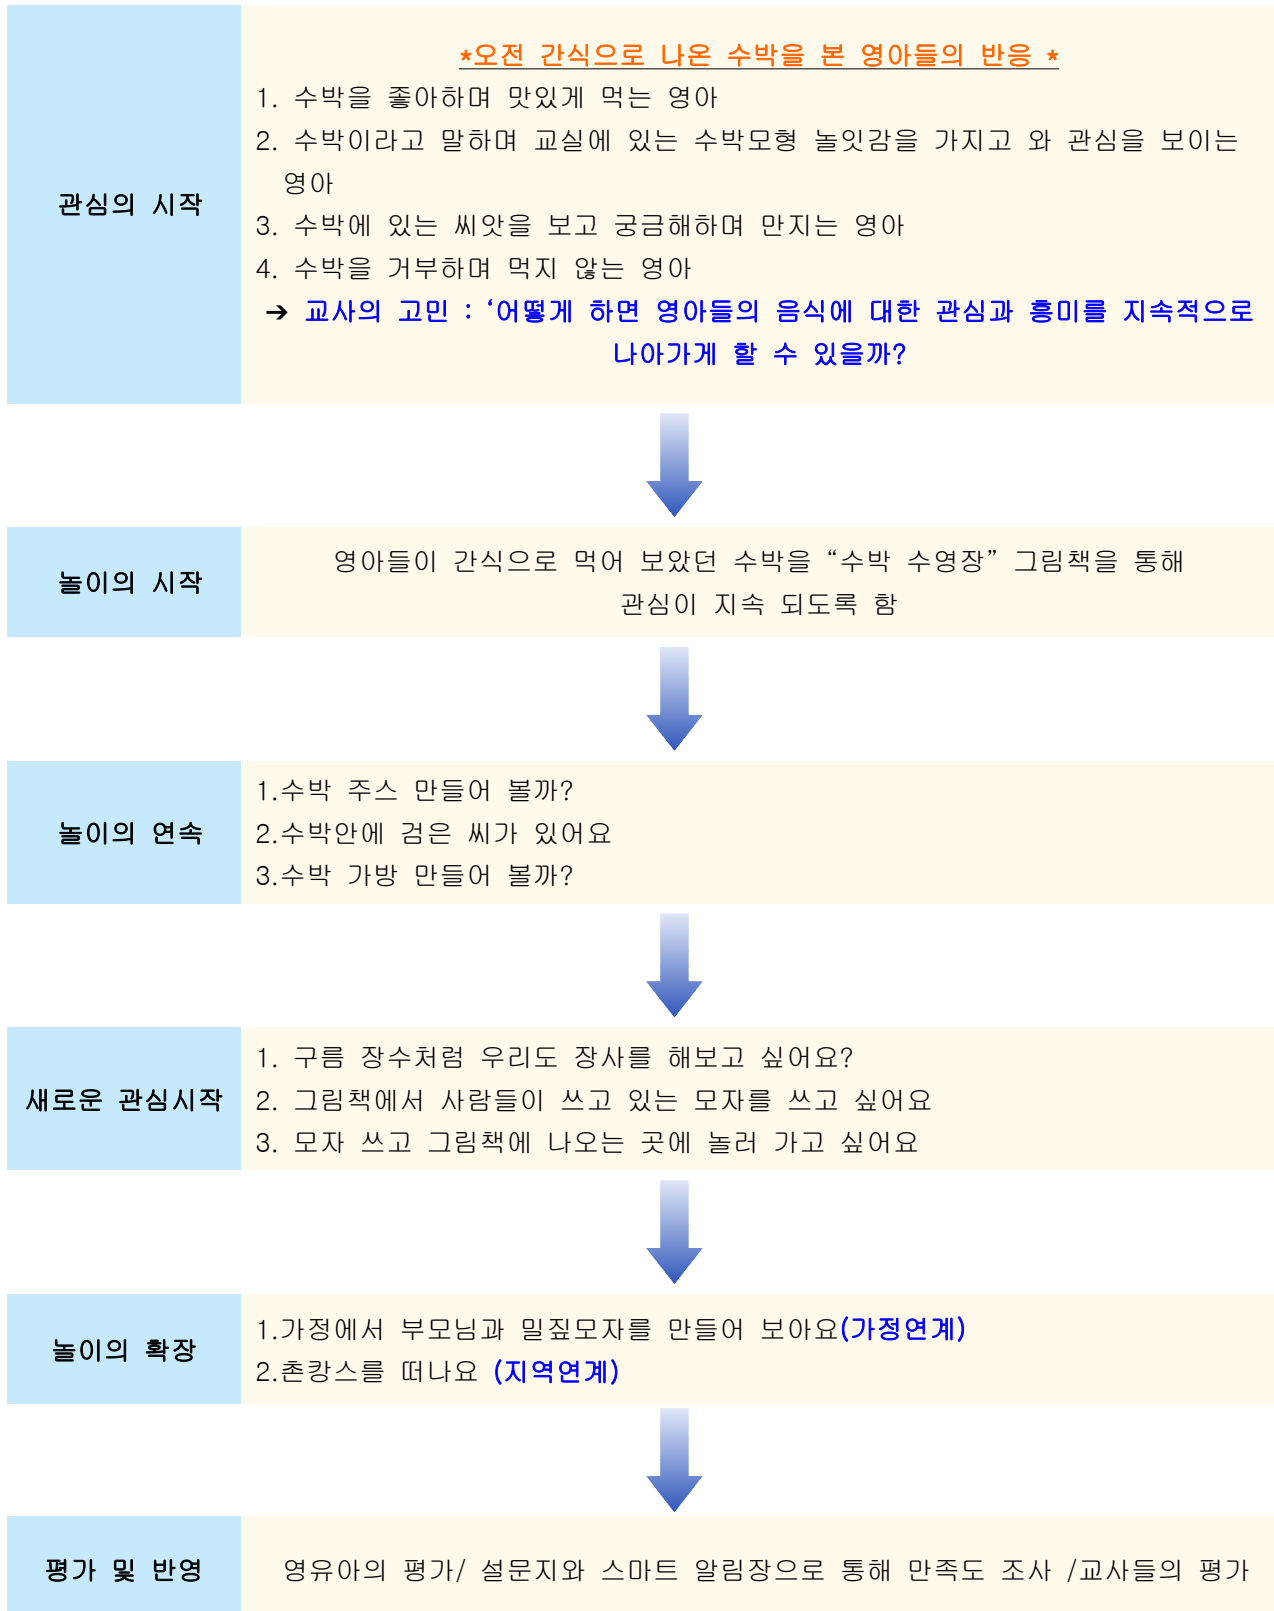 *오전 간식으로 나온 수박을 본 영아들의 반응 *
관심의 시작
1. 수박을 좋아하며 맛있게 먹는 영아
2. 수박이라고 말하며 교실에 있는 수박모형 놀잇감을 가지고 와 관심을 보이는
영아
3. 수박에 있는 씨앗을 보고 궁금해하며 만지는 영아
4. 수박을 거부하며 먹지 않는 영아
➔ 교사의 고민 : ‘어떻게 하면 영아들의 음식에 대한 관심과 흥미를 지속적으로
나아가게 할 수 있을까?
놀이의 시작
영아들이 간식으로 먹어 보았던 수박을 “수박 수영장” 그림책을 통해
관심이 지속 되도록 함
놀이의 연속
1.수박 주스 만들어 볼까?
2.수박안에 검은 씨가 있어요
3.수박 가방 만들어 볼까?
새로운 관심시작
1. 구름 장수처럼 우리도 장사를 해보고 싶어요?
2. 그림책에서 사람들이 쓰고 있는 모자를 쓰고 싶어요
3. 모자 쓰고 그림책에 나오는 곳에 놀러 가고 싶어요
놀이의 확장
1.가정에서 부모님과 밀짚모자를 만들어 보아요(가정연계)
2.촌캉스를 떠나요 (지역연계)
평가 및 반영
영유아의 평가/ 설문지와 스마트 알림장으로 통해 만족도 조사 /교사들의 평가